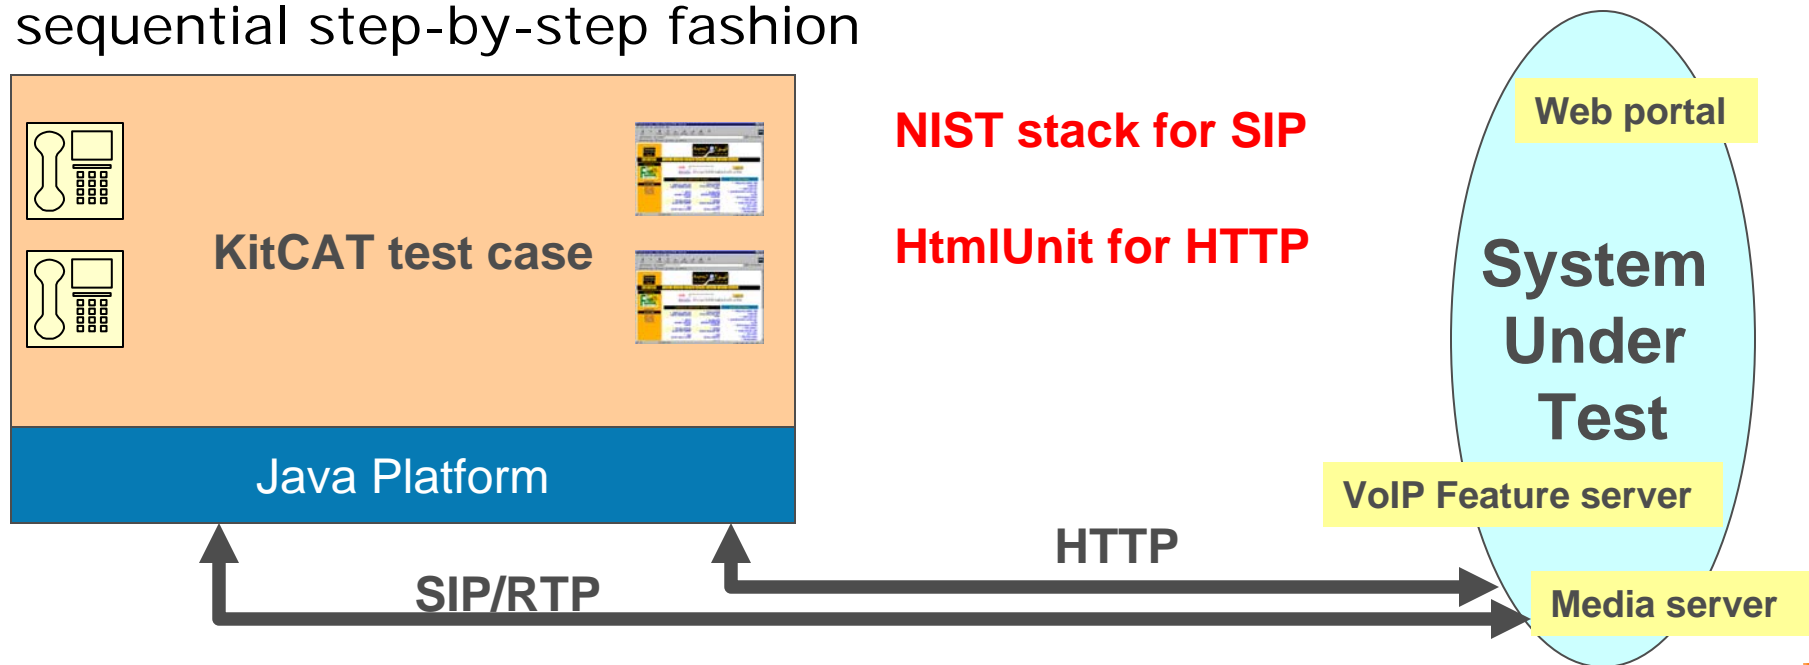 sequential step-by-step fashion
NIST stack for SIP
Web portal
KitCAT test case
HtmlUnit for HTTP
System
Under
Test
Java Platform
VoIP Feature server
HTTP
SIP/RTP
Media server